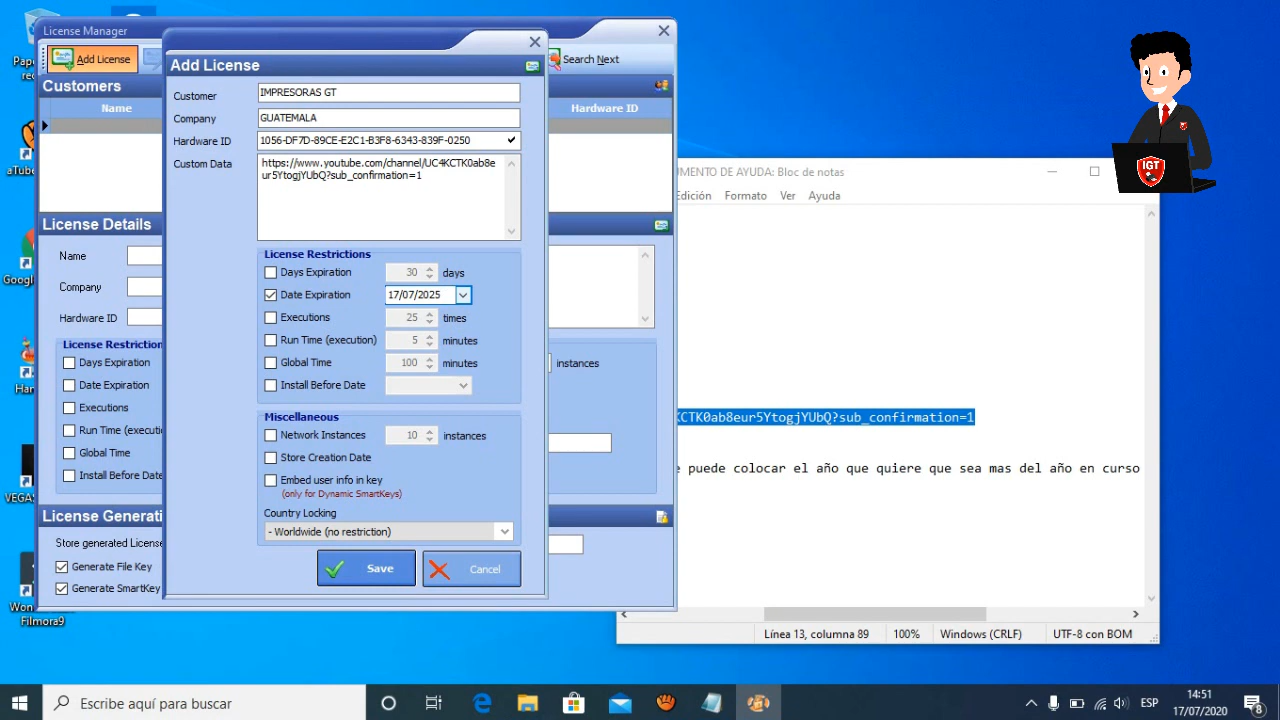 License Manager
Add License
Search Next
Customers
Name
Hardware ID
License Details
Name
Company
Hardware ID
Days Expiration
Date Expiration
Executions
Global Time
Install Before Date
instances
Store generated License
Generate File Key
Generate SmartKey
Add License
Customer
IMPRESORAS GT
Company
GUATEMALA
Hardware ID
1056-DF7D-89CE-E2C1-B3F8-6343-839F-0250
Custom Data
https://www.youtube.com/channel/UC4KCTK0ab8e
ur5YtogjYUbQ?sub_confirmation=1
License Restrictions
Days Expiration 30 days
Date Expiration 17/07/2025
Executions 25 times
Run Time (execution) 5 minutes
Global Time 100 minutes
Install Before Date
Miscellaneous
Network Instances 10 instances
Store Creation Date
Embed user info in key
(only for Dynamic SmartKeys)
Country Locking
- Worldwide (no restriction)
Save
Cancel
UMENTO DE AYUDA: Bloc de notas
Edición Formato Ver Ayuda
KCTK0ab8eur5YtogjYUbQ?sub_confirmation=1
e puede colocar el año que quiere que sea mas del año en curso
Línea 13, columna 89 100% Windows (CRLF) UTF-8 con BOM
IGT
Filmora9
Escribe aquí para buscar
ESP
14:51
17/07/2020
8